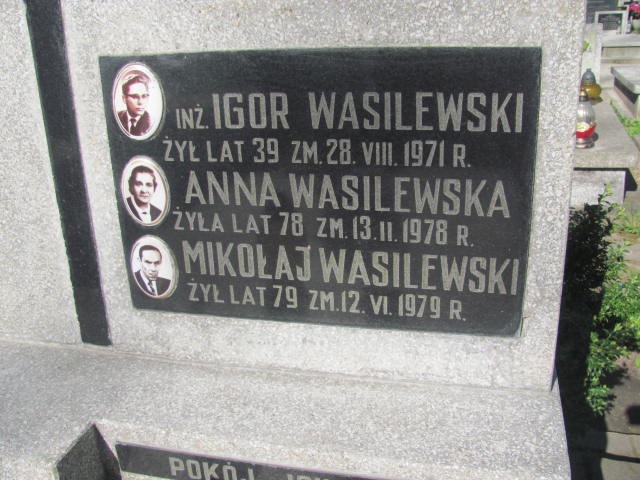 INŻ. IGOR WASILEWSKI
ŻYŁ LAT 39 ZM. 28. VIII. 1971 R.
ANNA WASILEWSKA
ŻYŁA LAT 78 ZM. 13. II. 1978 R.
MIKOŁAJ WASILEWSKI
ŻYŁ LAT 79 ZM. 12. VI. 1979 R.
POKÓJ